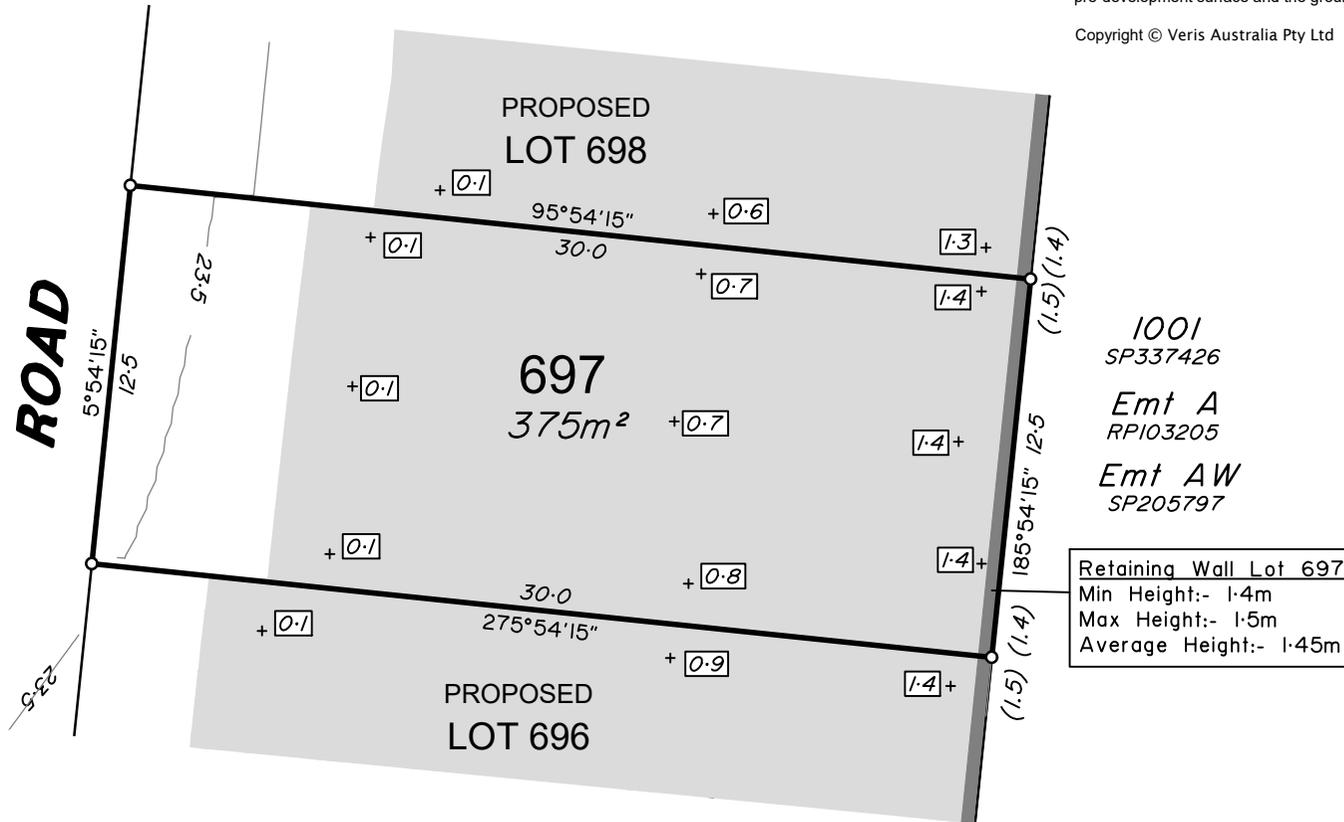 Copyright © Veris Australia Pty Ltd
PROPOSED
LOT 698
0·1
0·6
1·3
(1.4)
95°54'15"
30·0
0·1
0·7
1·4
(1.5)
23·5
ROAD
5°54'15"
12·5
697
375m²
0·1
0·7
1·4
185°54'15" 12·5
1001
SP337426
Emt A
RP103205
Emt AW
SP205797
0·1
0·8
1·4
30·0
275°54'15"
Retaining Wall Lot 697
Min Height:- 1·4m
Max Height:- 1·5m
Average Height:- 1·45m
(1.4)
0·1
0·9
1·4
(1.5)
23·5
PROPOSED
LOT 696